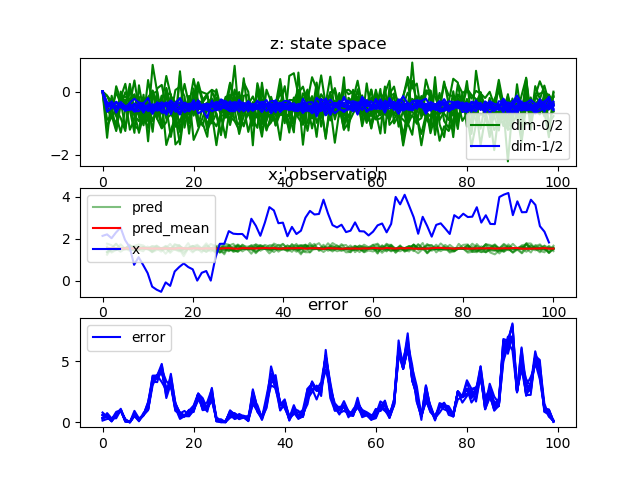 z: state space
0
−2
dim-0/2
dim-1/2
0 20 40 60 80 100
x: observation
4
2
0
pred
pred_mean
x
0 20 40 60 80 100
error
5
0
error
0 20 40 60 80 100